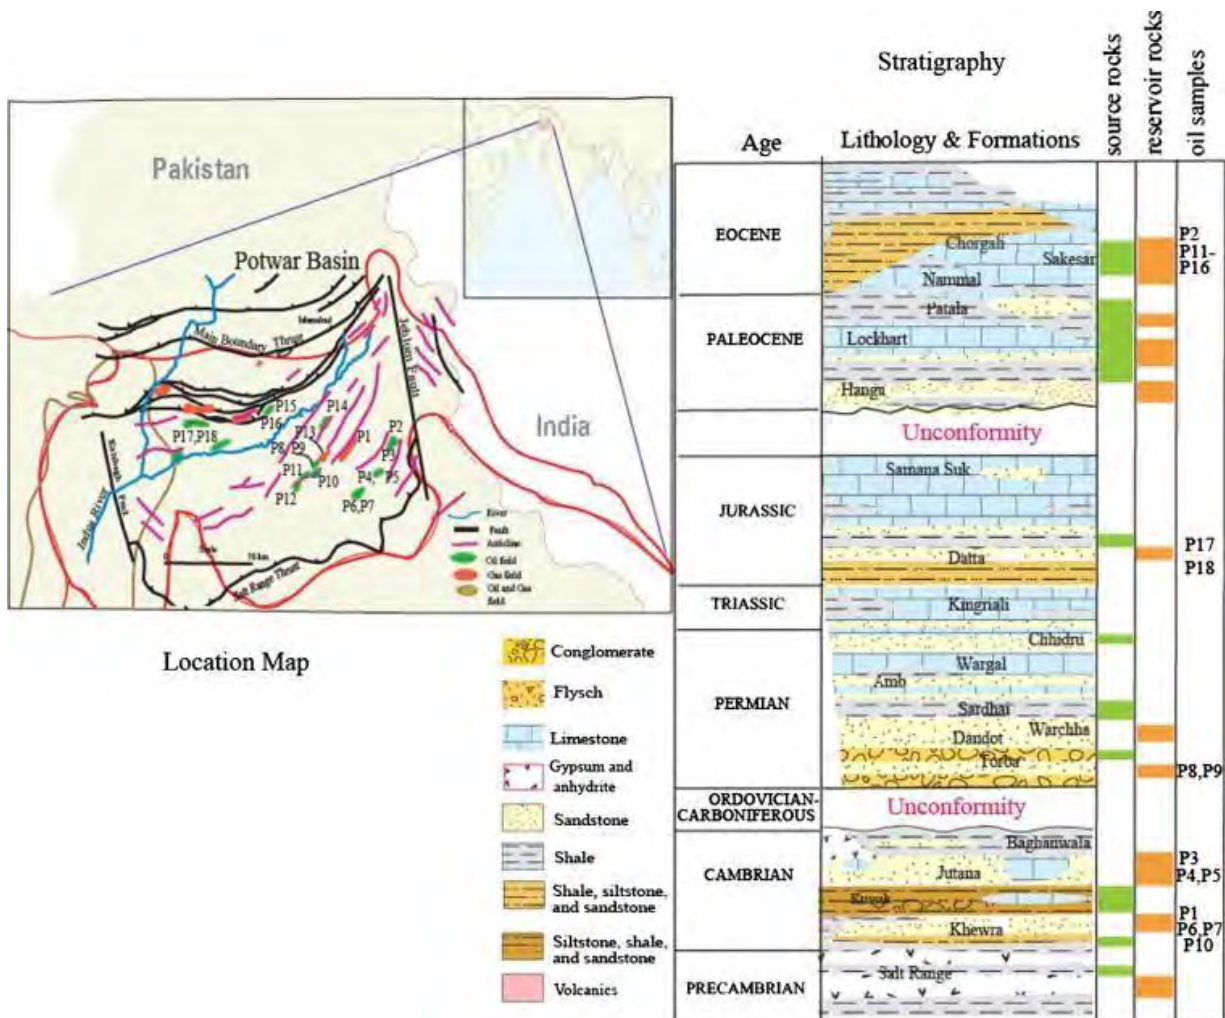 Stratigraphy
source rocks
reservoir rocks
oil samples
Age
Lithology & Formations
Pakistan
Potwar Basin
Islamabad
Main Boundary Thrust
Jehlum Fault
India
P15
P16
P14
P17,P18
P13
P8
P9
P1
P2
P3
P11
P10
P4,
P5
P12
P6,P7
Kalabagh Fault
Indus River
Salt Range Thrust
Scale
0
River
Fault
Anticline
Oil field
Gas field
Oil and Gas
field
Location Map
Conglomerate
Flysch
Limestone
Gypsum and
anhydrite
Sandstone
Shale
Shale, siltstone,
and sandstone
Siltstone, shale,
and sandstone
Volcanics
EOCENE
Chorgali
Sakesar
Nammal
P2
P11-
P16
PALEOCENE
Patala
Lockhart
Hangu
Unconformity
JURASSIC
Samana Suk
Datta
P17
P18
TRIASSIC
Kingriali
PERMIAN
Chhidru
Wargal
Amb
Sardhai
Warchha
Dandot
Torba
P8,P9
ORDOVICIAN-
CARBONIFEROUS
Unconformity
CAMBRIAN
Baghanwala
Jutana
Khewra
P3
P4,P5
P1
P6,P7
P10
PRECAMBRIAN
Salt Range